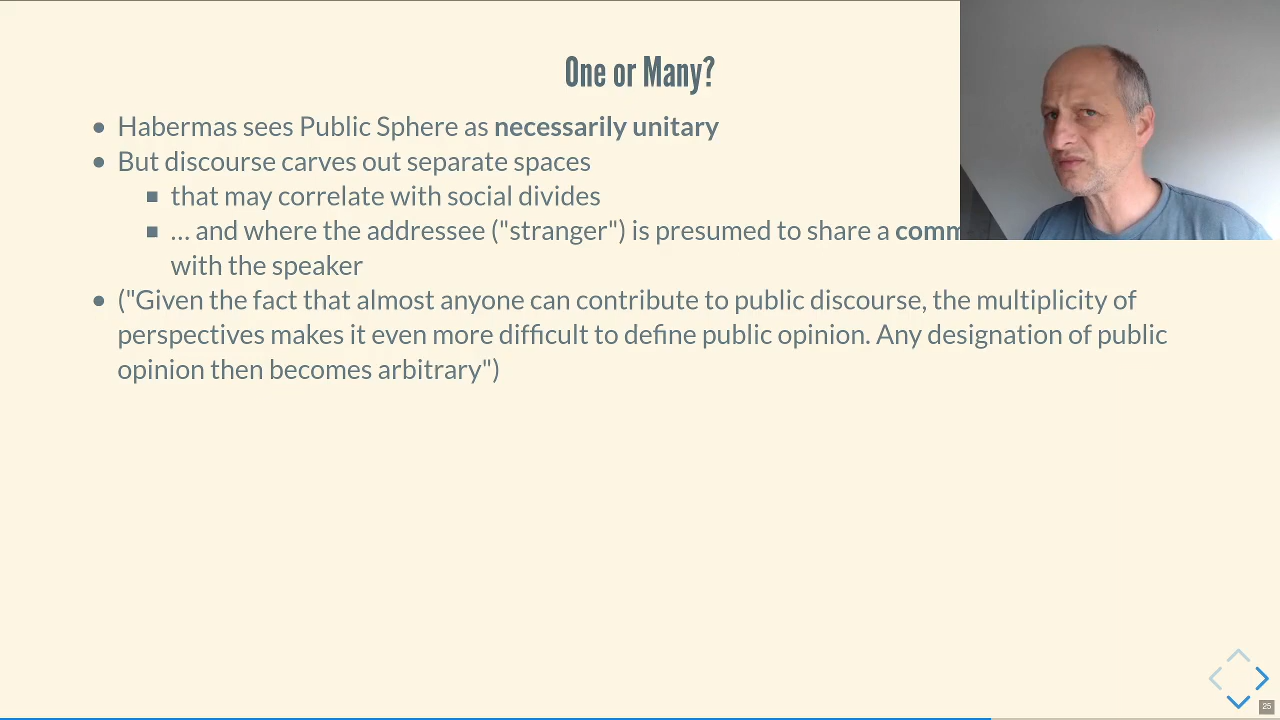 One or Many?
Habermas sees Public Sphere as necessarily unitary
But discourse carves out separate spaces
that may correlate with social divides
... and where the addressee ("stranger") is presumed to share a
with the speaker
("Given the fact that almost anyone can contribute to public discourse, the multiplicity of
perspectives makes it even more difficult to define public opinion. Any designation of public
opinion then becomes arbitrary")
25